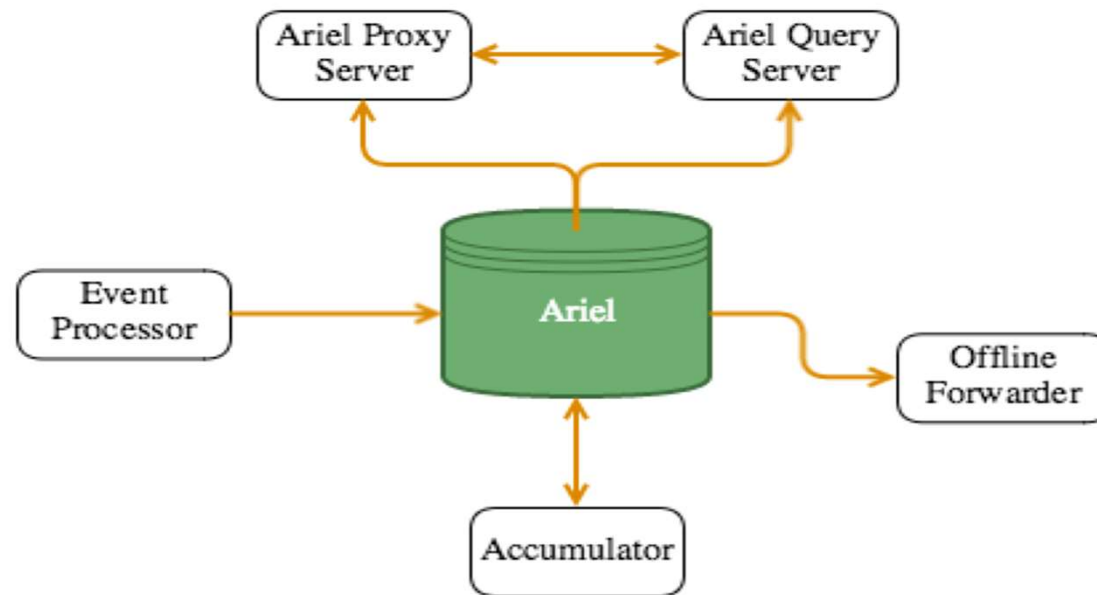 Ariel Proxy
Server
Ariel Query
Server
Event
Processor
Ariel
Offline
Forwarder
Accumulator